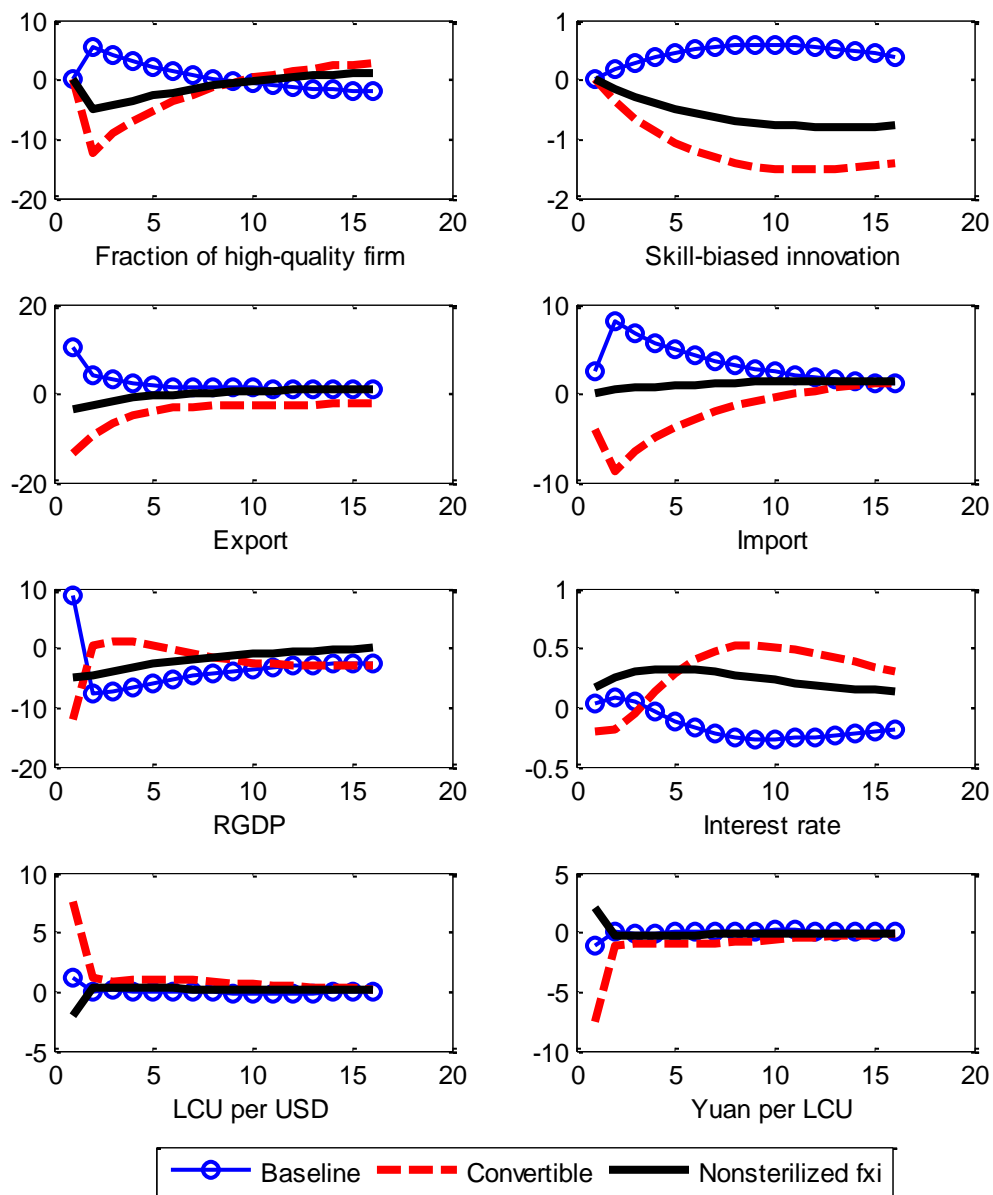 10
0
-10
-20
0 5 10 15 20
Fraction of high-quality firm
1
0
-1
-2
0 5 10 15 20
Skill-biased innovation
20
0
-20
0 5 10 15 20
Export
10
0
-10
0 5 10 15 20
Import
10
0
-10
-20
0 5 10 15 20
RGDP
1
0.5
0
-0.5
0 5 10 15 20
Interest rate
10
5
0
-5
0 5 10 15 20
LCU per USD
5
0
-5
-10
0 5 10 15 20
Yuan per LCU
Baseline Convertible Nonsterilized fxi